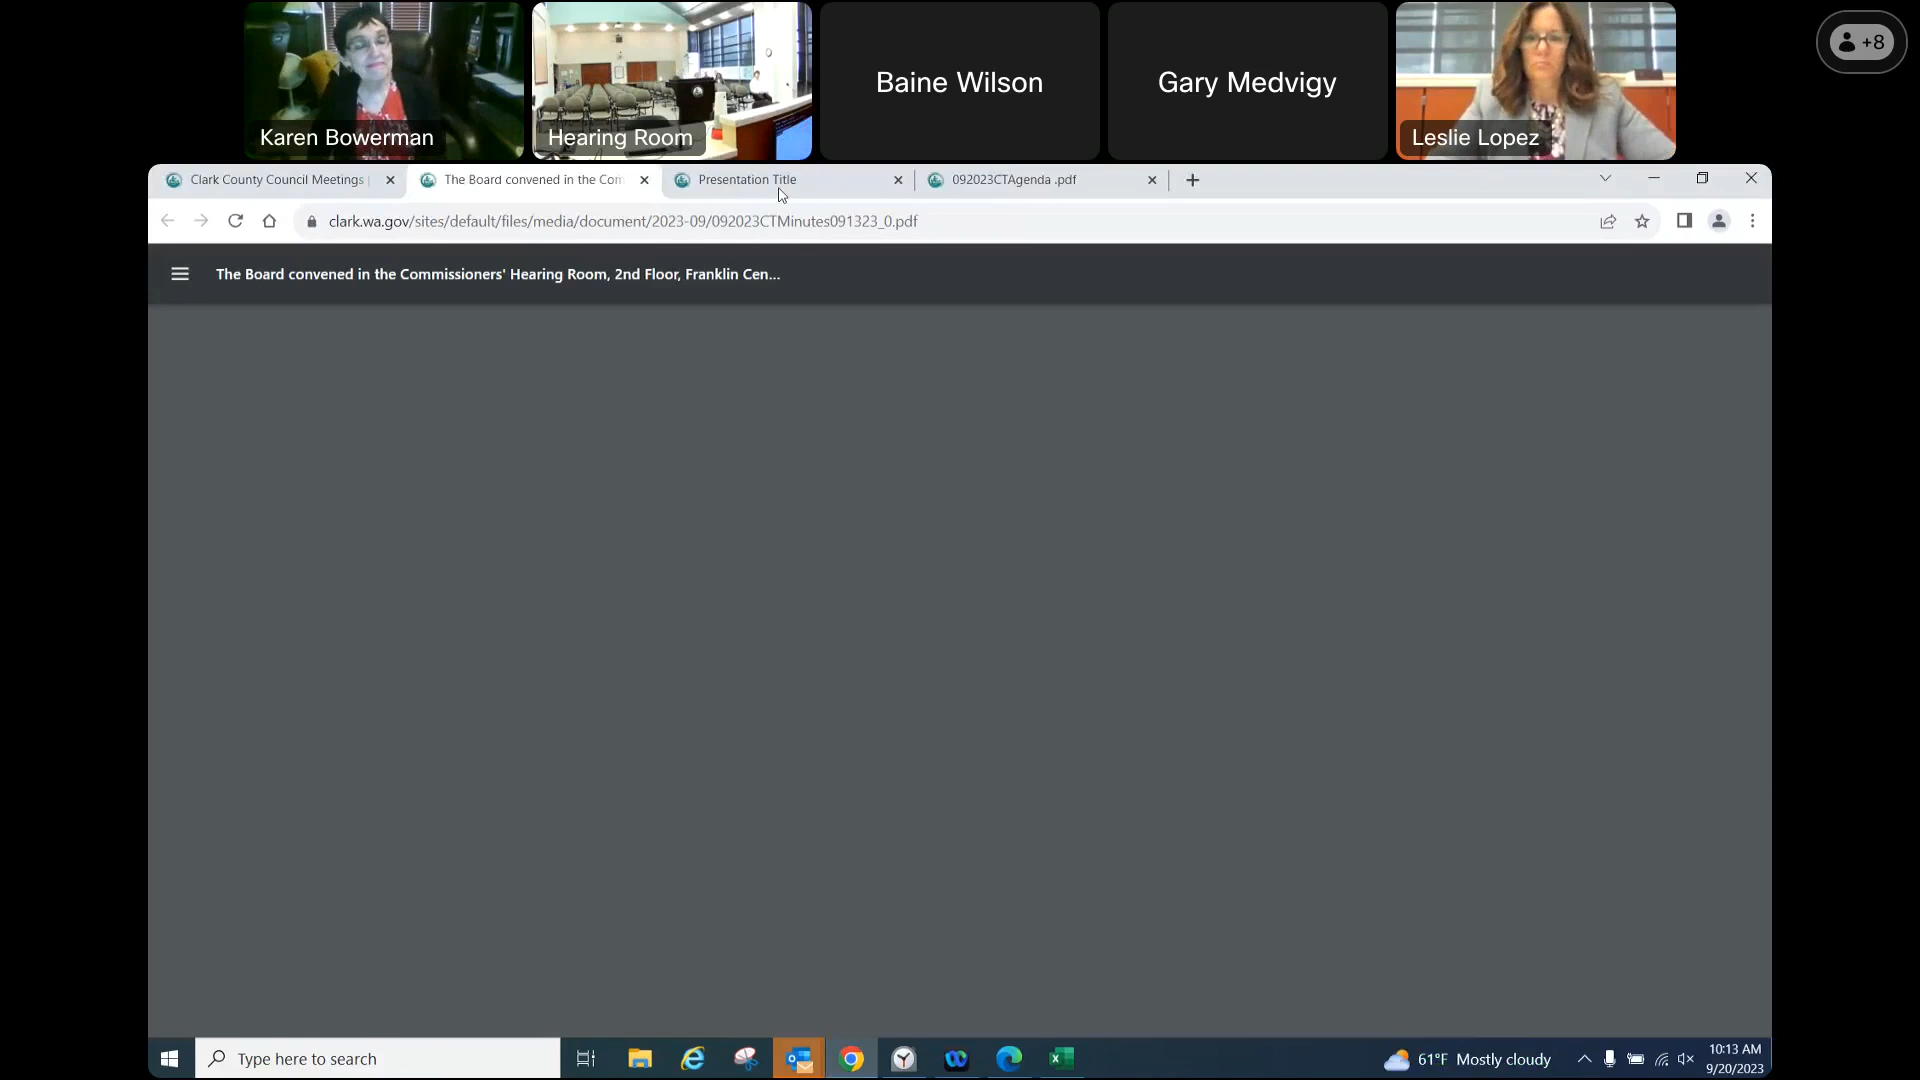 Karen Bowerman
Hearing Room
Baine Wilson
Gary Medvigy
Leslie Lopez
+8
Clark County Council Meetings |
The Board convened in the Com
Presentation Title
092023CTAgenda .pdf
clark.wa.gov/sites/default/files/media/document/2023-09/092023CTMinutes091323_0.pdf
The Board convened in the Commissioners' Hearing Room, 2nd Floor, Franklin Cen...
Type here to search
61°F Mostly cloudy
10:13 AM
9/20/2023